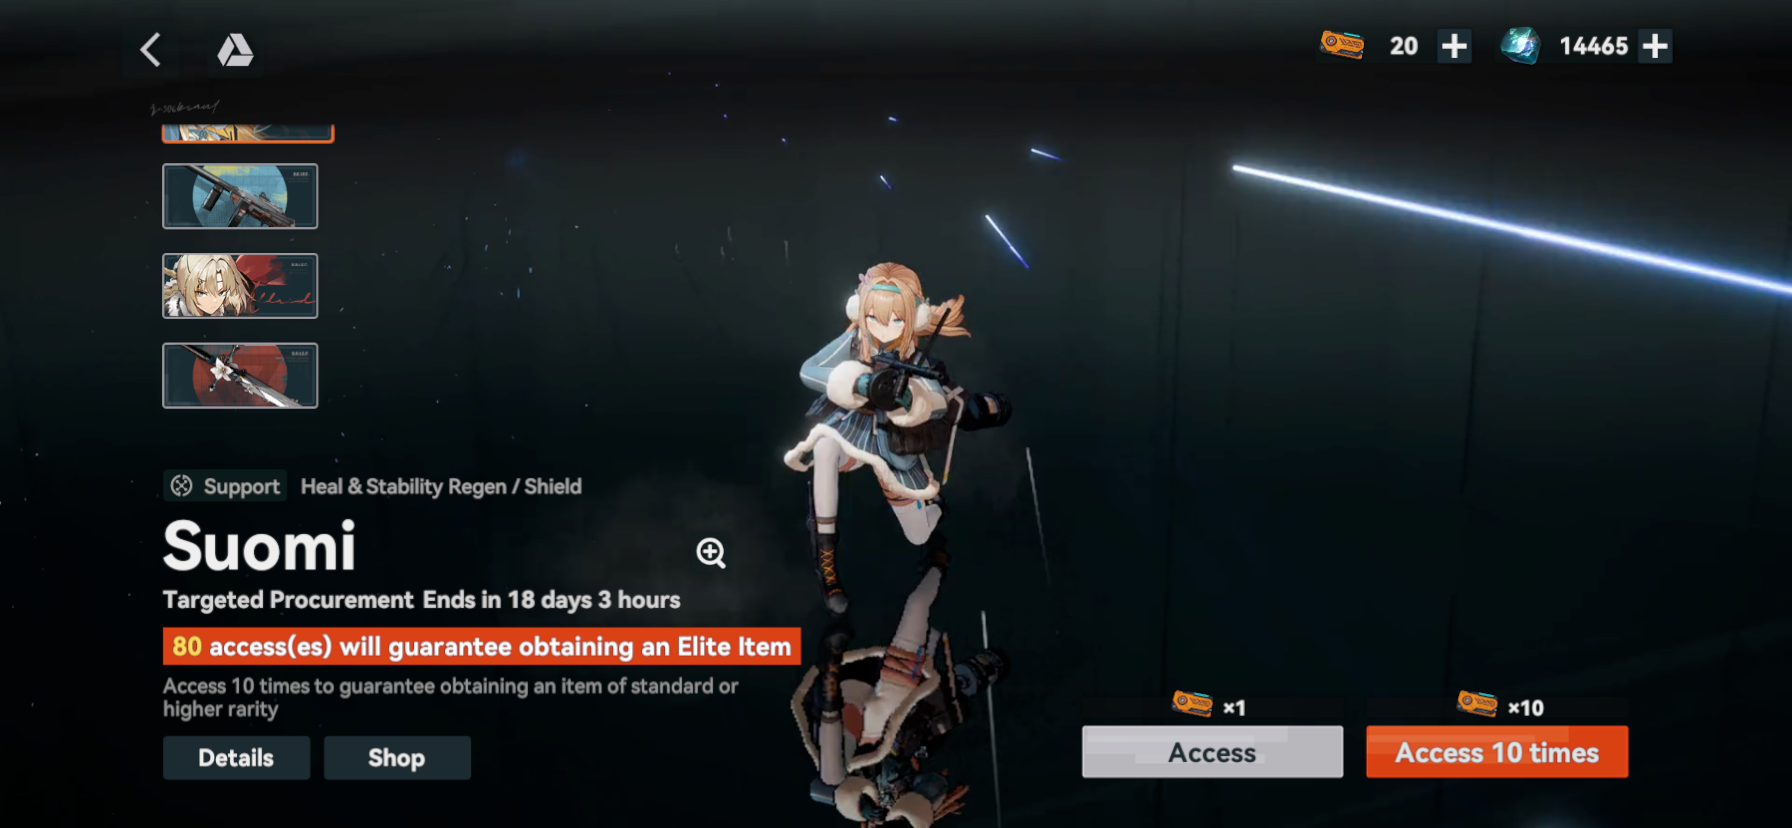 20
14465
Support
Heal & Stability Regen / Shield
Suomi
Targeted Procurement Ends in 18 days 3 hours
80 access(es) will guarantee obtaining an Elite Item
Access 10 times to guarantee obtaining an item of standard or
higher rarity
Details
Shop
×1
×10
Access
Access 10 times